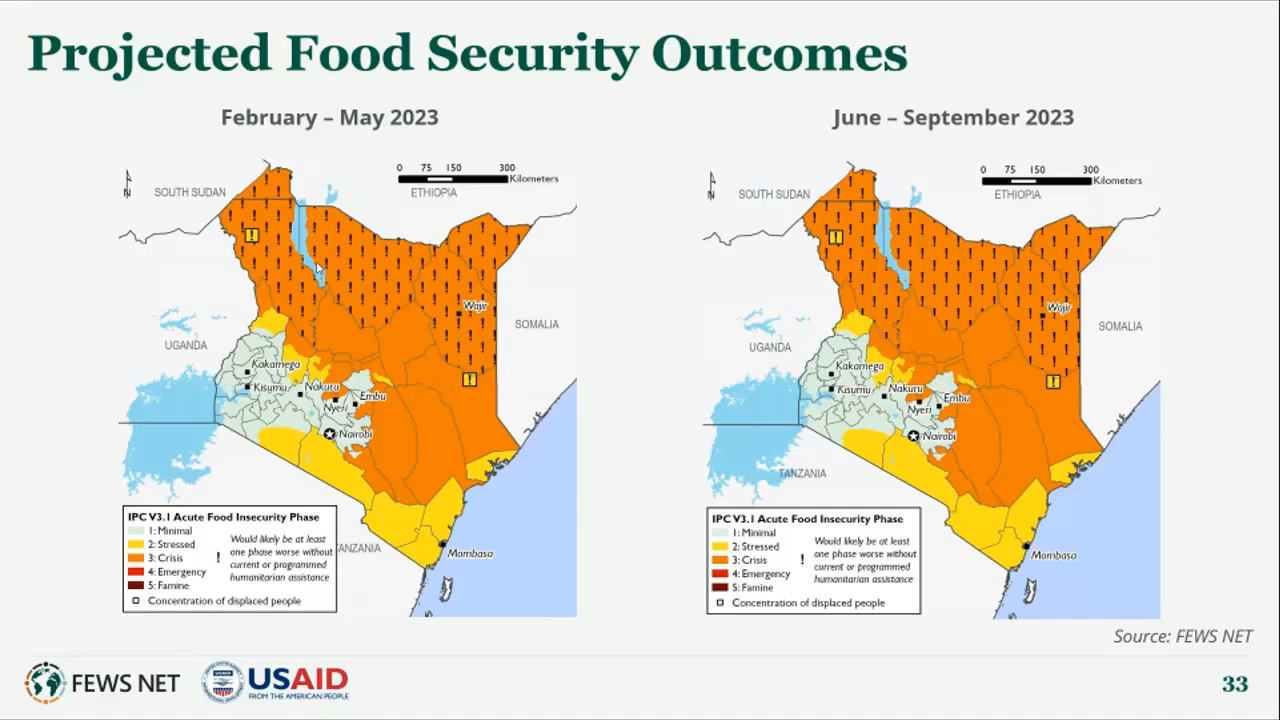 Projected Food Security Outcomes
February – May 2023
June – September 2023
0 75 150 300
Kilometers
N
SOUTH SUDAN
ETHIOPIA
!
Wajir
SOMALIA
UGANDA
Kakamega
!
Kisumu
Nakuru
Embu
Nyeri
Nairobi
IPC V3.1 Acute Food Insecurity Phase
1: Minimal
2: Stressed
3: Crisis
4: Emergency
5: Famine
! Would likely be at least
one phase worse without
current or programmed
humanitarian assistance
Concentration of displaced people
TANZANIA
Mombasa
0 75 150 300
Kilometers
N
SOUTH SUDAN
ETHIOPIA
!
Wajir
SOMALIA
UGANDA
Kakamega
!
Kisumu
Nakuru
Embu
Nyeri
Nairobi
TANZANIA
IPC V3.1 Acute Food Insecurity Phase
1: Minimal
2: Stressed
3: Crisis
4: Emergency
5: Famine
! Would likely be at least
one phase worse without
current or programmed
humanitarian assistance
Concentration of displaced people
Mombasa
Source: FEWS NET
FEWS NET
USAID
FROM THE AMERICAN PEOPLE
33